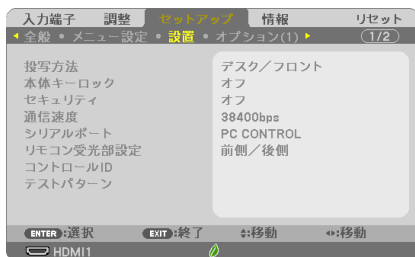 入力端子 調整 セットアップ 情報 リセット
全般 • メニュー設定 • 設置 • オプション(1) 1/2
投写方法 デスク／フロント
本体キーロック オフ
セキュリティ オフ
通信速度 38400bps
シリアルポート PC CONTROL
リモコン受光部設定 前側／後側
コントロールID
テストパターン
ENTER:選択 EXIT:終了 :移動 :移動
HDMI1